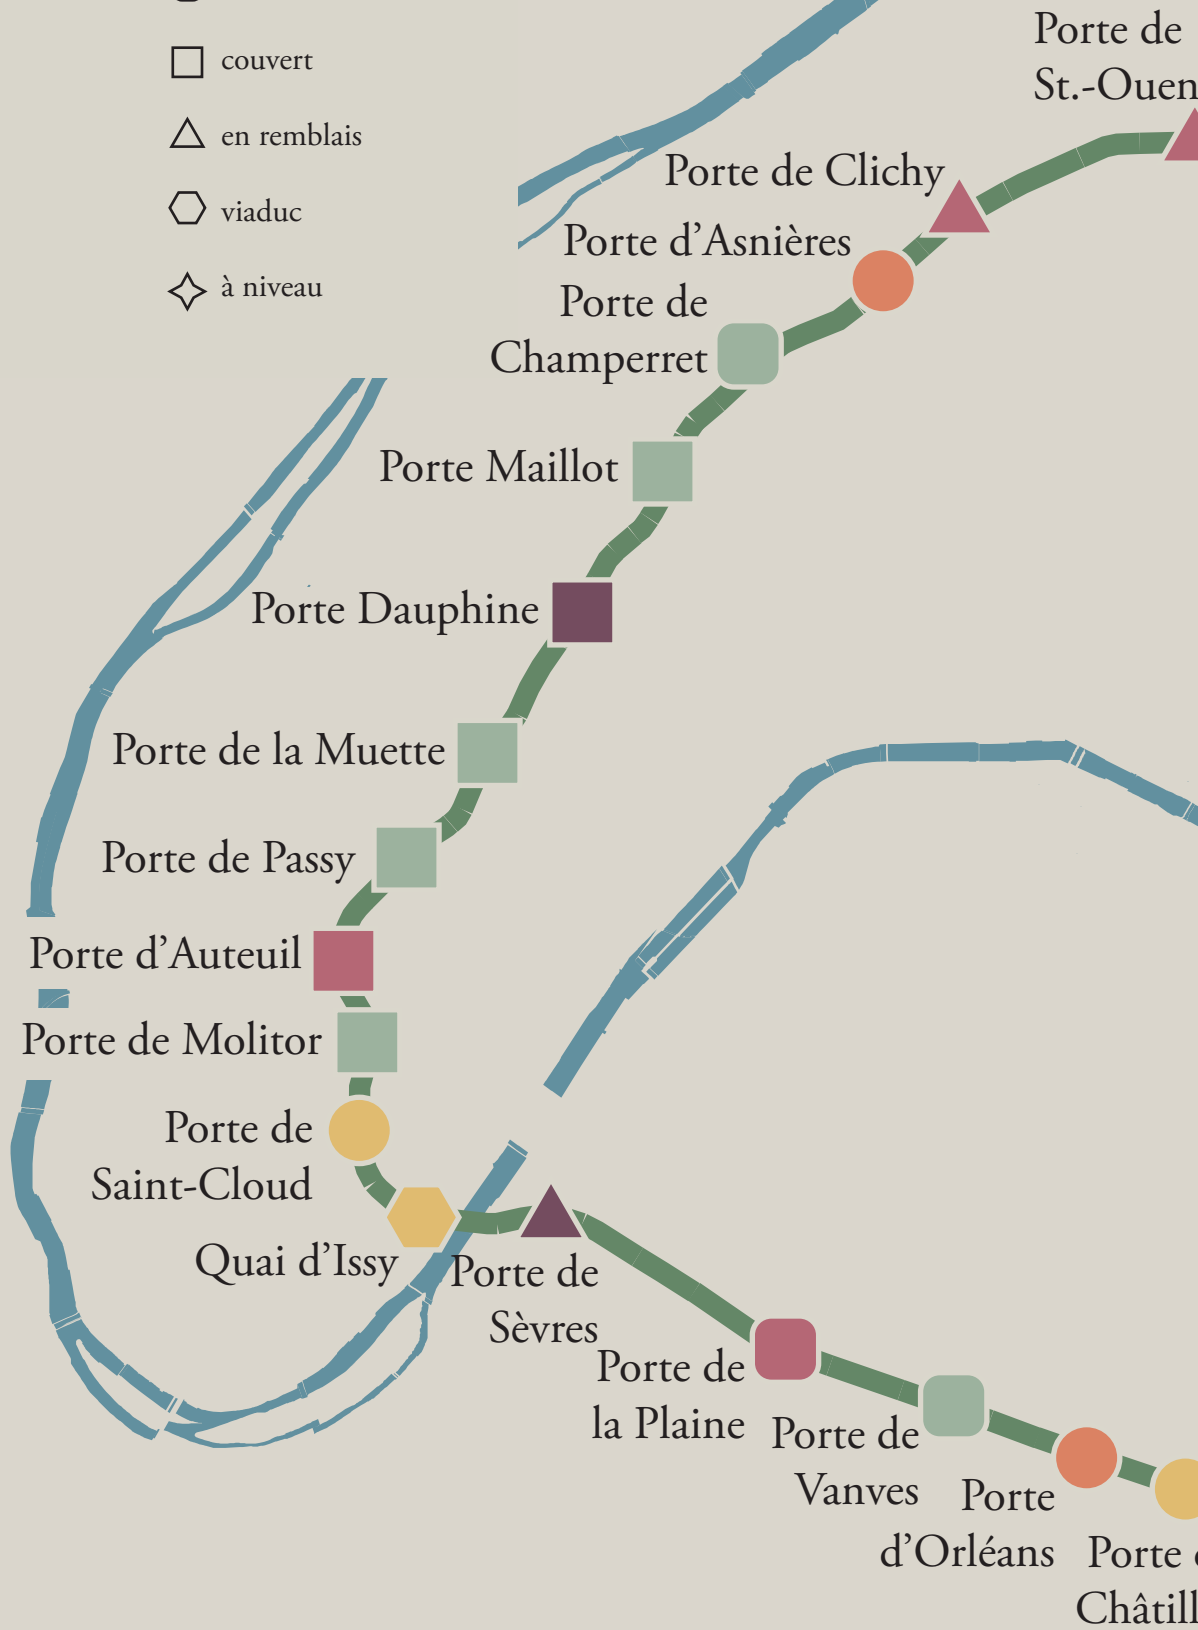 couvert
en remblais
viaduc
à niveau
Porte de
St.-Ouen
Porte de Clichy
Porte d’Asnières
Porte de
Champerret
Porte Maillot
Porte Dauphine
Porte de la Muette
Porte de Passy
Porte d’Auteuil
Porte de Molitor
Porte de
Saint-Cloud
Quai d’Issy
Porte de
Sèvres
Porte de
la Plaine
Porte de
Vanves
Porte
d’Orléans
Porte
Châtill